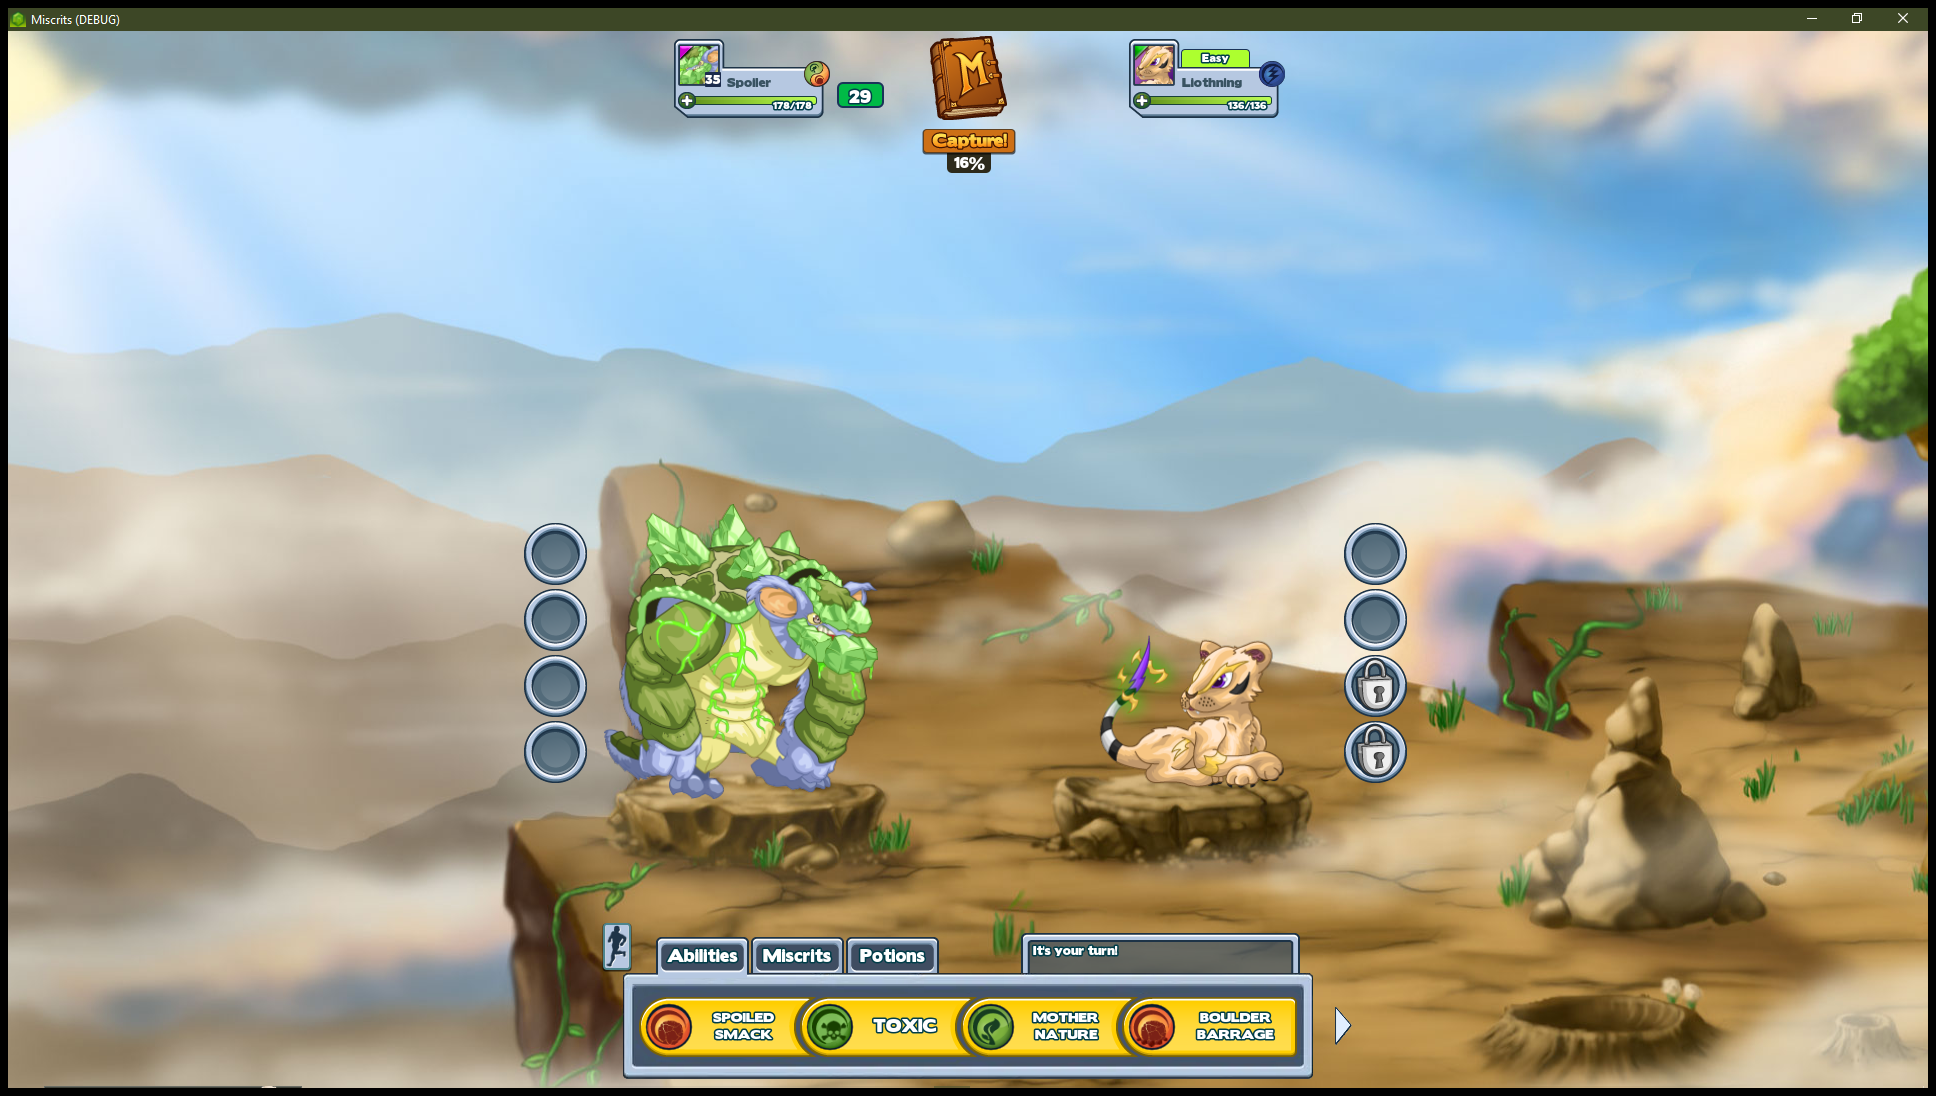 Miscrits (DEBUG)
35
Spoiler
178/178
29
M
Capture!
16%
Easy
Liothning
136/136
Abilities
Miscrits
Potions
It's your turn!
SPOILED
SMACK
TOXIC
MOTHER
NATURE
BOULDER
BARRAGE